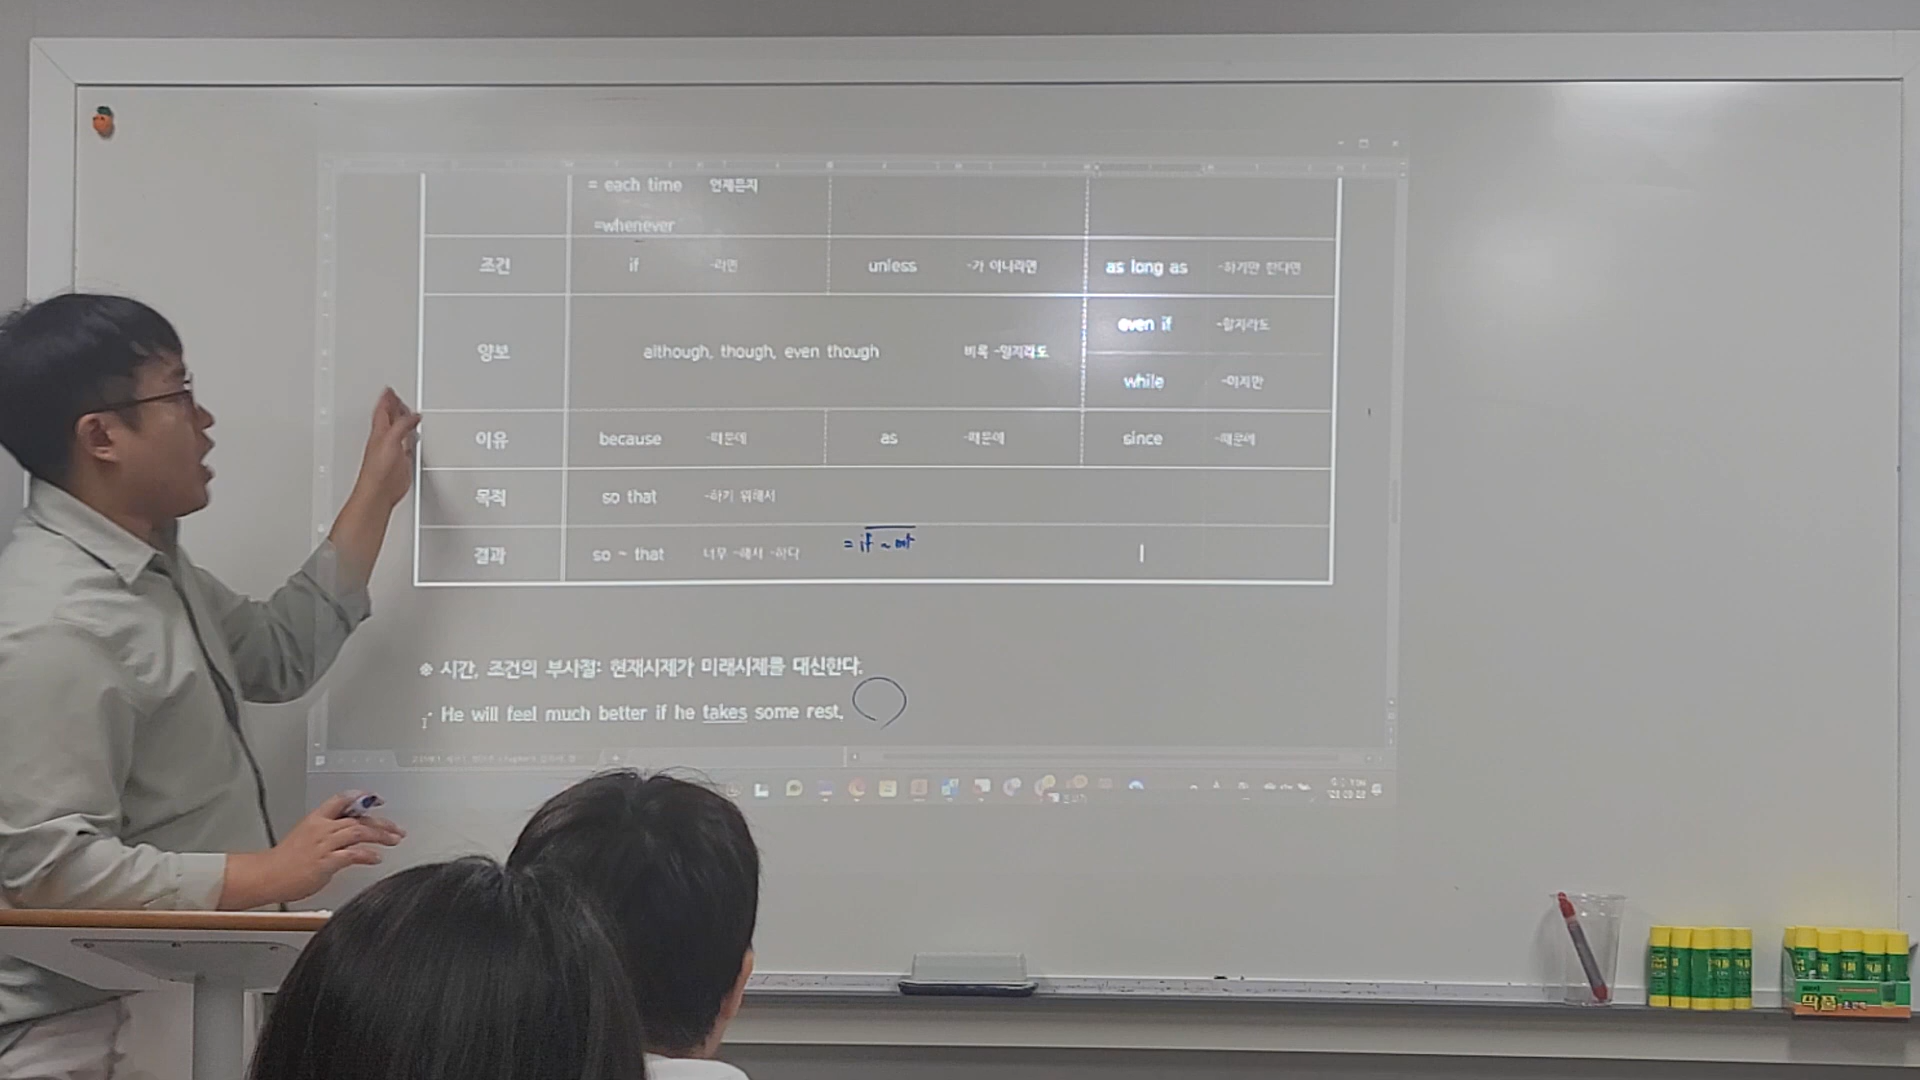 = each time 언제든지
=whenever
조건 if -라면 unless -가 아니라면 as long as -하기만 한다면
even if -할지라도
양보 although, though, even though 비록 -일지라도
while -이지만
이유 because -때문에 as -때문에 since -때문에
목적 so that -하기 위해서
결과 so ~ that 너무 -해서 -하다 = if ~ not
※ 시간, 조건의 부사절: 현재시제가 미래시제를 대신한다.
He will feel much better if he takes some rest.
딱풀